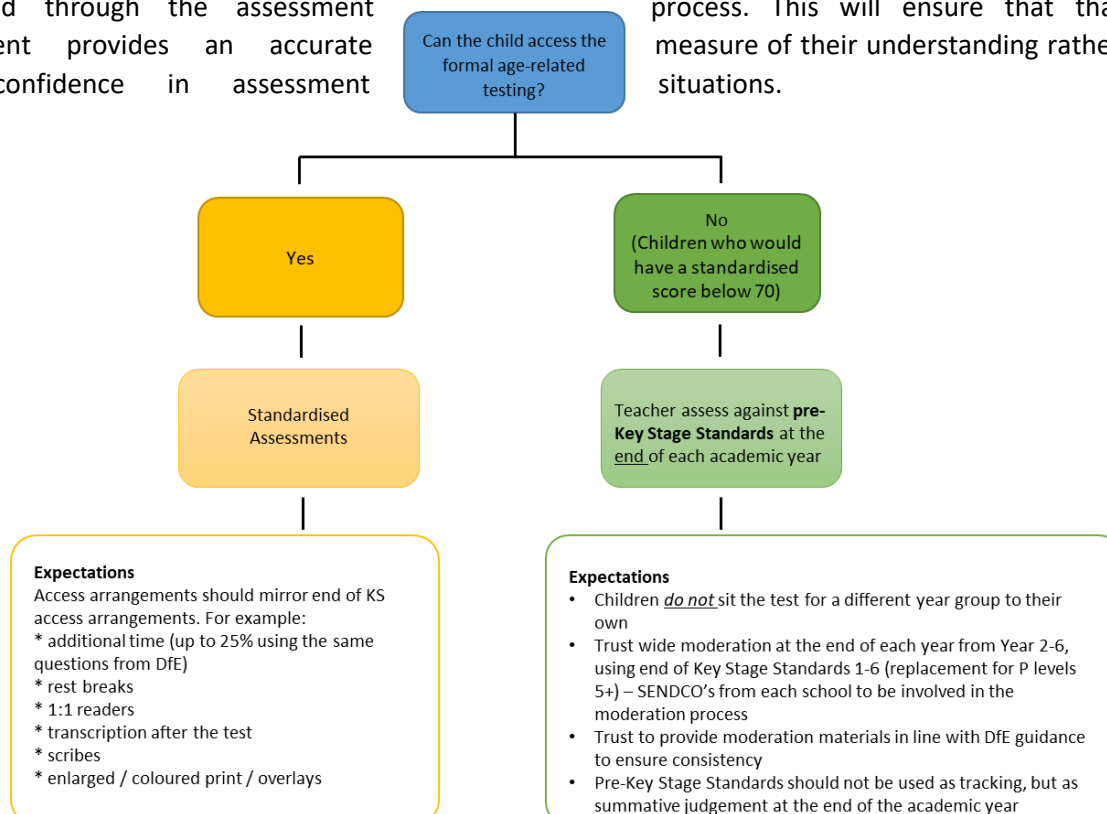 through the assessment
process. This will ensure that
provides an accurate
measure of their understanding
confidence in assessment
situations.
Can the child access the
formal age-related
testing?
Yes
No
(Children who would
have a standardised
score below 70)
Standardised
Assessments
Teacher assess against pre-
Key Stage Standards at the
end of each academic year
Expectations
Access arrangements should mirror end of KS
access arrangements. For example:
* additional time (up to 25% using the same
questions from DfE)
* rest breaks
* 1:1 readers
* transcription after the test
* scribes
* enlarged / coloured print / overlays
Expectations
• Children do not sit the test for a different year group to their
own
• Trust wide moderation at the end of each year from Year 2-6,
using end of Key Stage Standards 1-6 (replacement for P levels
5+) – SENDCO’s from each school to be involved in the
moderation process
• Trust to provide moderation materials in line with DfE guidance
to ensure consistency
• Pre-Key Stage Standards should not be used as tracking, but as
summative judgement at the end of the academic year